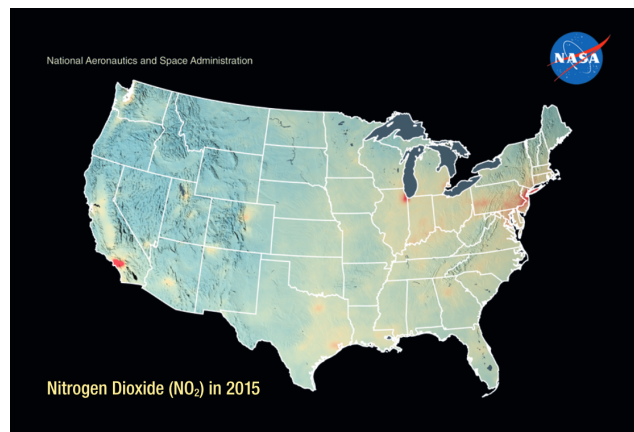 National Aeronautics and Space Administration
NASA
Nitrogen Dioxide (NO₂) in 2015